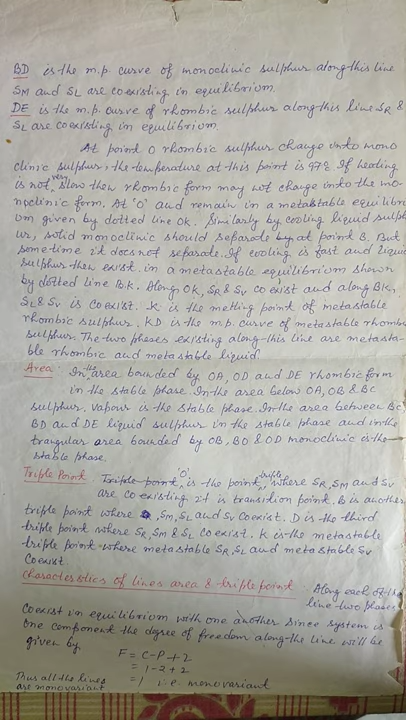 BD is the m.p. curve of monoclinic sulphur along this line
SM and SL are coexisting in equilibrium.
DE is the m.p. curve of rhombic sulphur along this line SR &
SL are coexisting in equilibrium
At point O rhombic sulphur change into mono
clinic sulphur, the temperature at this point is 97°C. If heating
is not very slow then rhombic form may not change into the mo-
noclinic form. At 'O' and remain in a metastable equilibri
um given by dotted line OK. Similarly by cooling liquid sulph
ur, solid monoclinic should separate at point B. But
some time it does not separate. If cooling is fast and liquid
sulphur then exist in a metastable equilibrium shown
by dotted line BK. Along OK, SR & SV co exist and along BK,
SL & SV is coexist. K is the melting point of metastable
rhombic sulphur. KD is the m.p. curve of metastable rhombic
sulphur. The two phases existing along this line are metasta-
ble rhombic and metastable liquid
Area : In the area bounded by OA, OD and DE rhombic form
in the stable phase. In the area below OA, OB & BC
sulphur, vapour is the stable phase. In the area between BC
BD and DE liquid sulphur in the stable phase and in the
trangular area bounded by OB, BD & OD monoclinic is the
stable phase.
Triple Point : 'O' is the triple point, where SR, SM and SV
are co existing it is transition point. B is another
triple point where SM, SL and SV coexist. D is the third
triple point where SR, SM & SL co exist. K is the metastable
triple point where metastable SR, SL and metastable SV
coexist.
Characteristics of lines area & triple point : Along each of the
line two phases
coexist in equilibrium with one another since system is
one component the degree of freedom along the line will be
given by
F = C-P+2
= 1-2+2
= 1 i.e. monovariant
Thus all the lines
are monovariant